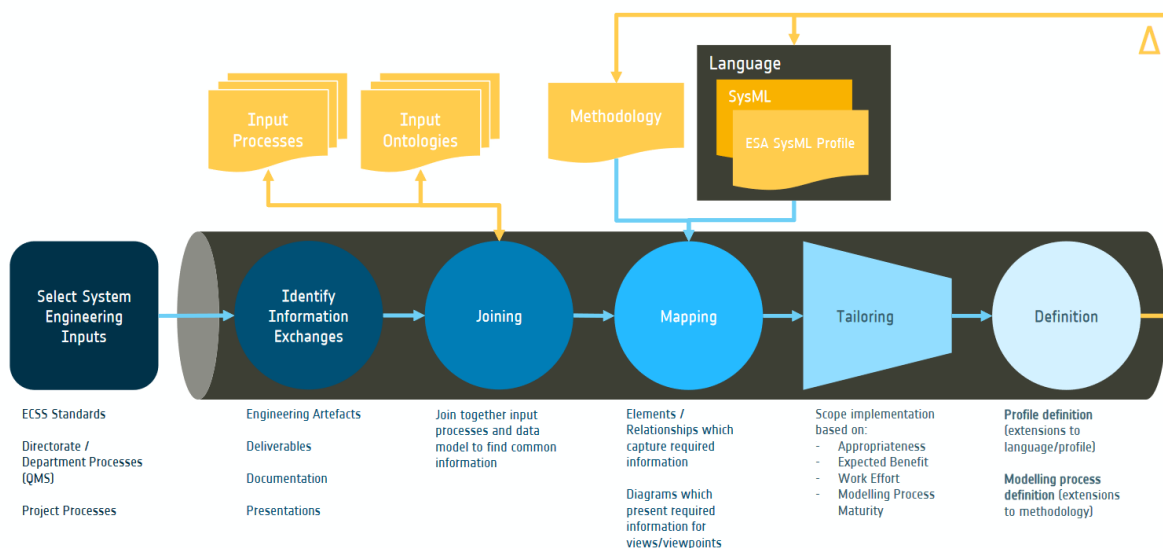 Δ
Language
SysML
ESA SysML Profile
Methodology
Input
Processes
Input
Ontologies
Select System
Engineering
Inputs
Identify
Information
Exchanges
Joining
Mapping
Tailoring
Definition
ECSS Standards
Directorate /
Department Processes
(QMS)
Project Processes
Engineering Artefacts
Deliverables
Documentation
Presentations
Join together input
processes and data
model to find common
information
Elements /
Relationships which
capture required
information
Diagrams which
present required
information for
views/viewpoints
Scope implementation
based on:
- Appropriateness
- Expected Benefit
- Work Effort
- Modelling Process
Maturity
Profile definition
(extensions to
language/profile)
Modelling process
definition (extensions
to methodology)